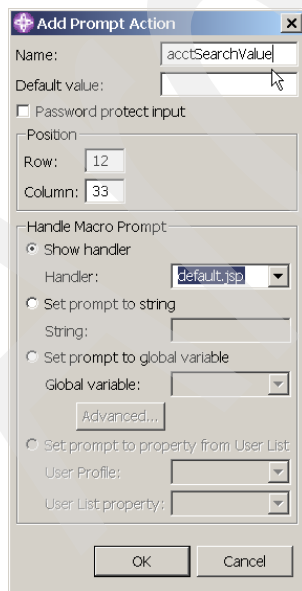 Add Prompt Action
Name: acctSearchValue
Default value:
Password protect input
Position
Row: 12
Column: 33
Handle Macro Prompt
Show handler
Handler: default.jsp
Set prompt to string
String:
Set prompt to global variable
Global variable:
Advanced...
Set prompt to property from User List
User Profile:
User List property:
OK Cancel